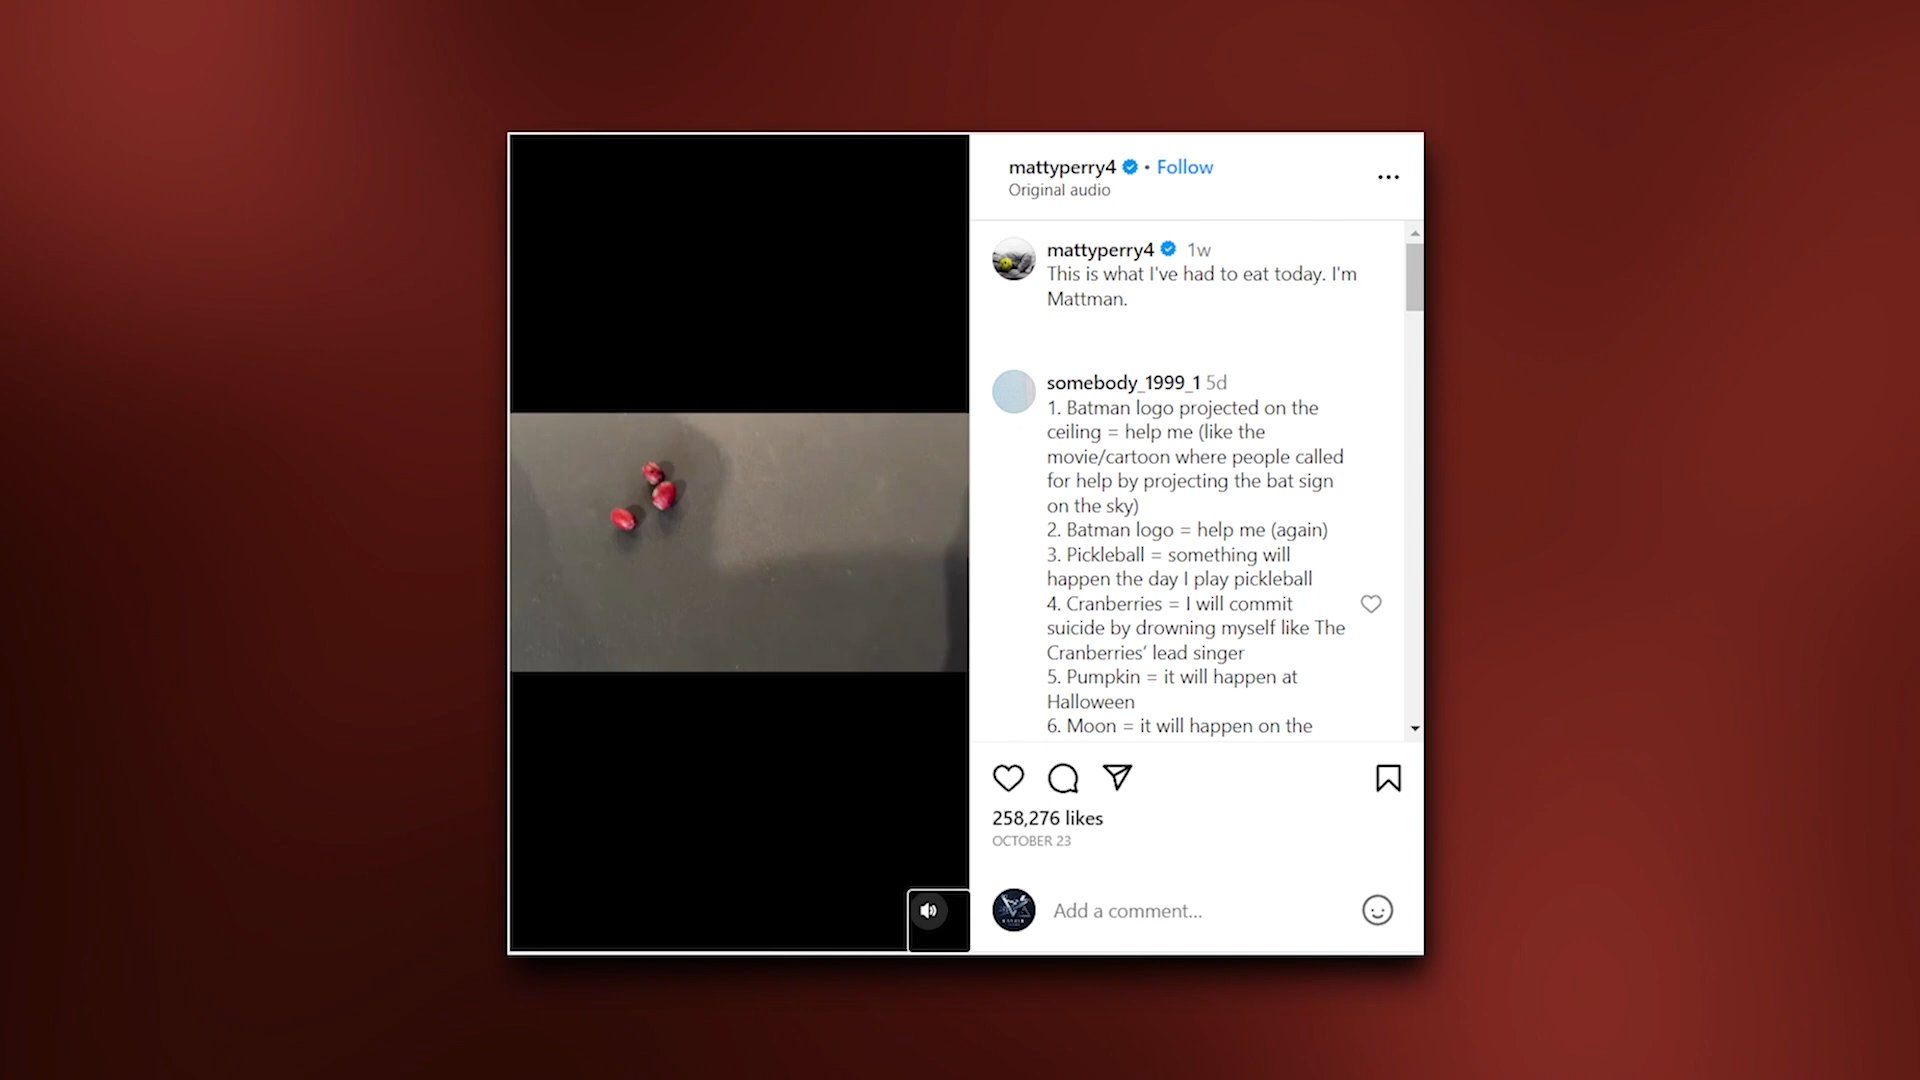 mattyperry4 • Follow
Original audio
mattyperry4 1w
This is what I've had to eat today. I'm
Mattman.
somebody_1999_1 5d
1. Batman logo projected on the
ceiling = help me (like the
movie/cartoon where people called
for help by projecting the bat sign
on the sky)
2. Batman logo = help me (again)
3. Pickleball = something will
happen the day I play pickleball
4. Cranberries = I will commit
suicide by drowning myself like The
Cranberries’ lead singer
5. Pumpkin = it will happen at
Halloween
6. Moon = it will happen on the
258,276 likes
OCTOBER 23
Add a comment...